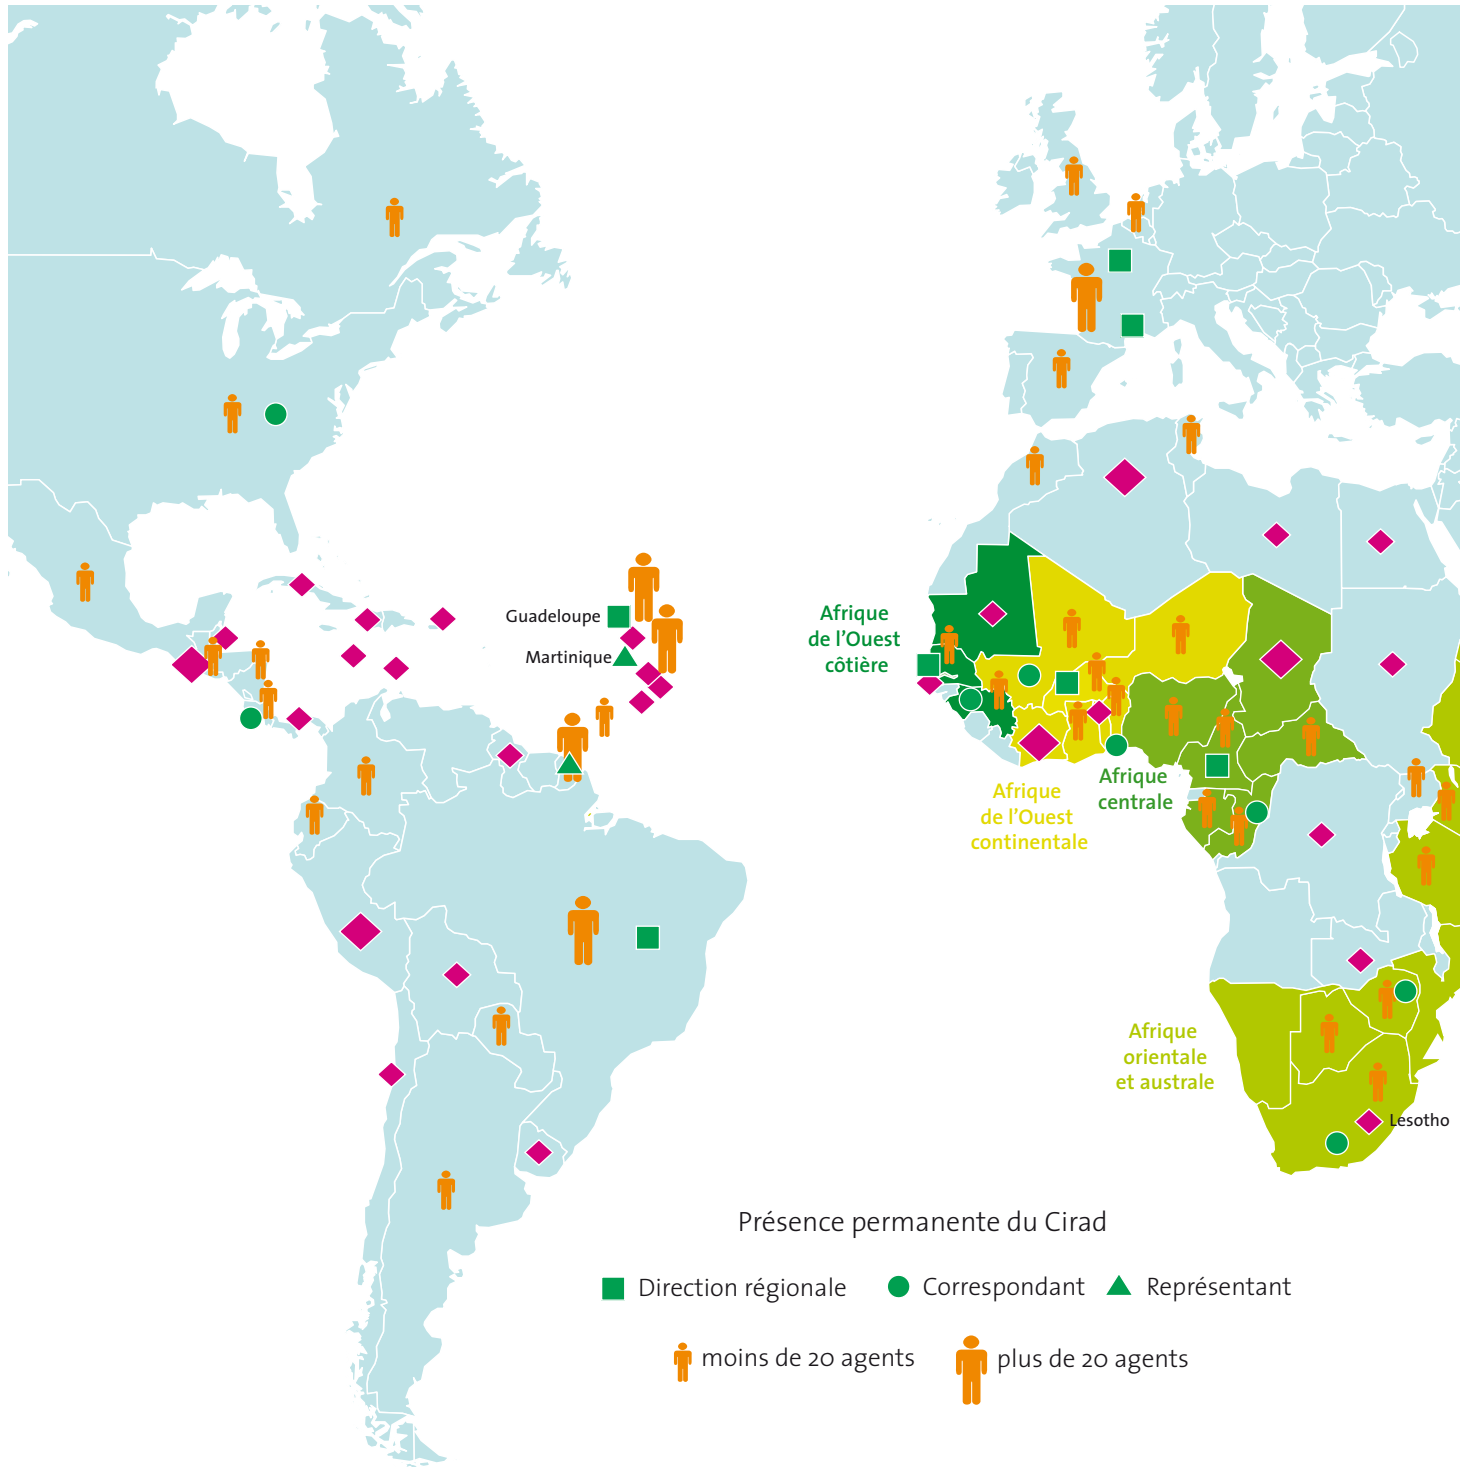 Guadeloupe
Martinique
Afrique
de l'Ouest
côtière
Afrique
de l'Ouest
continentale
Afrique
centrale
Afrique
orientale
et australe
Lesotho
Présence permanente du Cirad
Direction régionale
Correspondant
Représentant
moins de 20 agents
plus de 20 agents